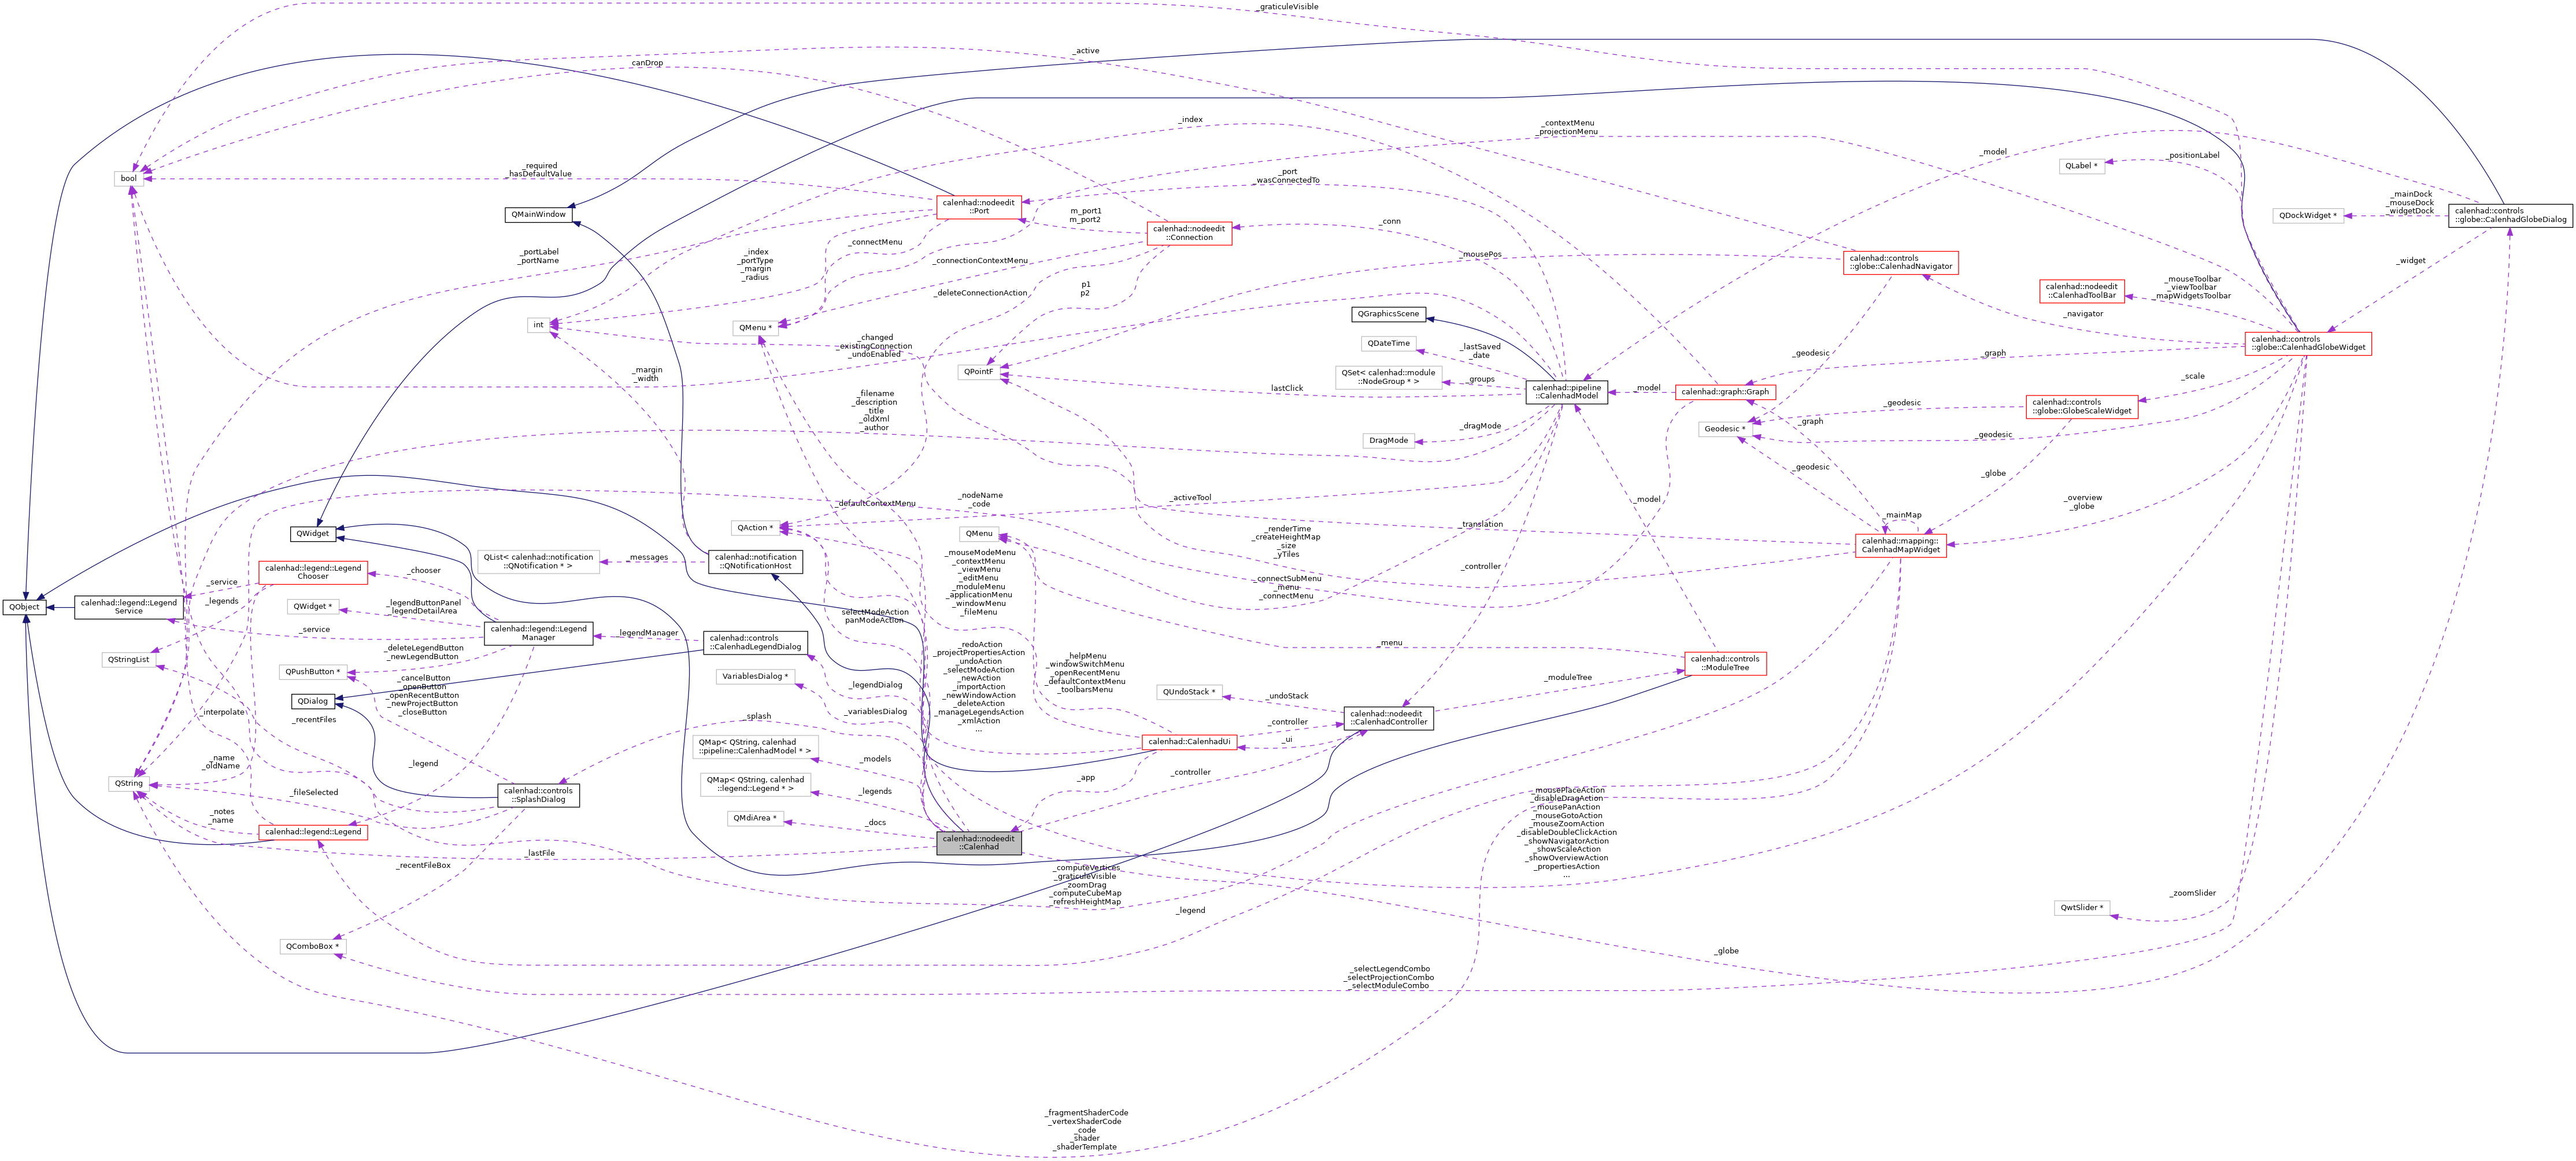 _graticuleVisible
_active
canDrop
_index
_contextMenu
_projectionMenu
_model
_positionLabel
QLabel *
bool
_required
_hasDefaultValue
_port
_wasConnectedTo
_mainDock
_mouseDock
_widgetDock
QMainWindow
calenhad::nodeedit
::Port
m_port1
m_port2
_conn
QDockWidget *
calenhad::controls
::globe::CalenhadGlobeDialog
calenhad::nodeedit
::Connection
_connectMenu
_portLabel
_portName
_index
_portType
_margin
_radius
_connectionContextMenu
_mousePos
calenhad::controls
::globe::CalenhadNavigator
_widget
_deleteConnectionAction
p1
p2
calenhad::nodeedit
::CalenhadToolBar
_mouseToolbar
_viewToolbar
_mapWidgetsToolbar
QGraphicsScene
_navigator
int
QMenu *
_changed
_existingConnection
_undoEnabled
QDateTime
_lastSaved
_date
calenhad::controls
::globe::CalenhadGlobeWidget
_geodesic
_graph
_margin
_width
QPointF
QSet< calenhad::module
::NodeGroup * >
_groups
_scale
lastClick
calenhad::pipeline
::CalenhadModel
_model
calenhad::graph::Graph
_filename
_description
_title
_oldXml
_author
_geodesic
calenhad::controls
::globe::GlobeScaleWidget
_dragMode
DragMode
_graph
Geodesic *
_geodesic
_geodesic
_globe
_defaultContextMenu
_nodeName
_code
_activeTool
_model
_overview
_globe
_mainMap
QWidget
QAction *
QMenu
_translation
_renderTime
_createHeightMap
_size
_yTiles
calenhad::mapping::
CalenhadMapWidget
QList< calenhad::notification
::QNotification * >
_messages
calenhad::notification
::QNotificationHost
_mouseModeMenu
_contextMenu
_viewMenu
_editMenu
_moduleMenu
_applicationMenu
_windowMenu
_fileMenu
_controller
calenhad::legend::Legend
Chooser
_chooser
_service
_connectSubMenu
_menu
_connectMenu
QObject
calenhad::legend::Legend
Service
_legends
QWidget *
_legendButtonPanel
_legendDetailArea
selectModeAction
panModeAction
_service
calenhad::legend::Legend
Manager
_legendManager
calenhad::controls
::CalenhadLegendDialog
_menu
_deleteLegendButton
_newLegendButton
QStringList
calenhad::controls
::ModuleTree
_redoAction
_projectPropertiesAction
_undoAction
_selectModeAction
_newAction
_importAction
_newWindowAction
_deleteAction
_manageLegendsAction
_xmlAction
...
_helpMenu
_windowSwitchMenu
_openRecentMenu
_defaultContextMenu
_toolbarsMenu
QPushButton *
VariablesDialog *
_moduleTree
_cancelButton
_openButton
_openRecentButton
_newProjectButton
_closeButton
_legendDialog
QUndoStack *
_undoStack
QDialog
_interpolate
_recentFiles
_splash
_variablesDialog
_controller
calenhad::nodeedit
::CalenhadController
QMap< QString, calenhad
::pipeline::CalenhadModel * >
calenhad::CalenhadUi
_ui
_name
_oldName
_legend
_models
_app
_controller
QString
_fileSelected
calenhad::controls
::SplashDialog
QMap< QString, calenhad
::legend::Legend * >
_legends
_mousePlaceAction
_disableDragAction
_mousePanAction
_mouseGotoAction
_mouseZoomAction
_disableDoubleClickAction
_showNavigatorAction
_showScaleAction
_showOverviewAction
_propertiesAction
...
_notes
_name
calenhad::legend::Legend
QMdiArea *
_docs
calenhad::nodeedit
::Calenhad
_lastFile
_recentFileBox
_computeVertices
_graticuleVisible
_zoomDrag
_computeCubeMap
_refreshHeightMap
_legend
_zoomSlider
QwtSlider *
QComboBox *
_globe
_selectLegendCombo
_selectProjectionCombo
_selectModuleCombo
_fragmentShaderCode
_vertexShaderCode
_code
_shader
_shaderTemplate